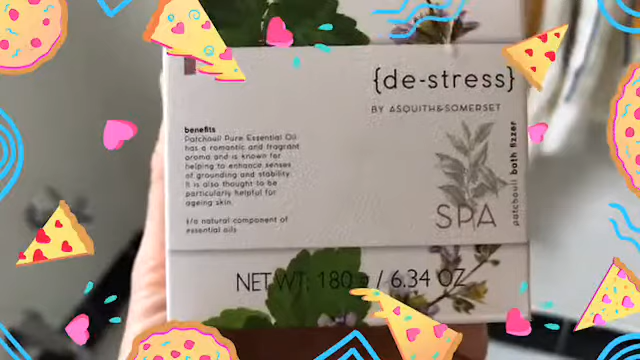 {de-stress}
BY ASQUITH&SOMERSET
benefits
Patchouli Pure Essential Oil
has a romantic and fragrant
aroma and is known for
helping to enhance senses
of grounding and stability.
It is also thought to be
particularly helpful for
ageing skin.
t/a natural component of
essential oils
SPA
patchouli bath fizzer
NET WT: 180 g / 6.34 OZ